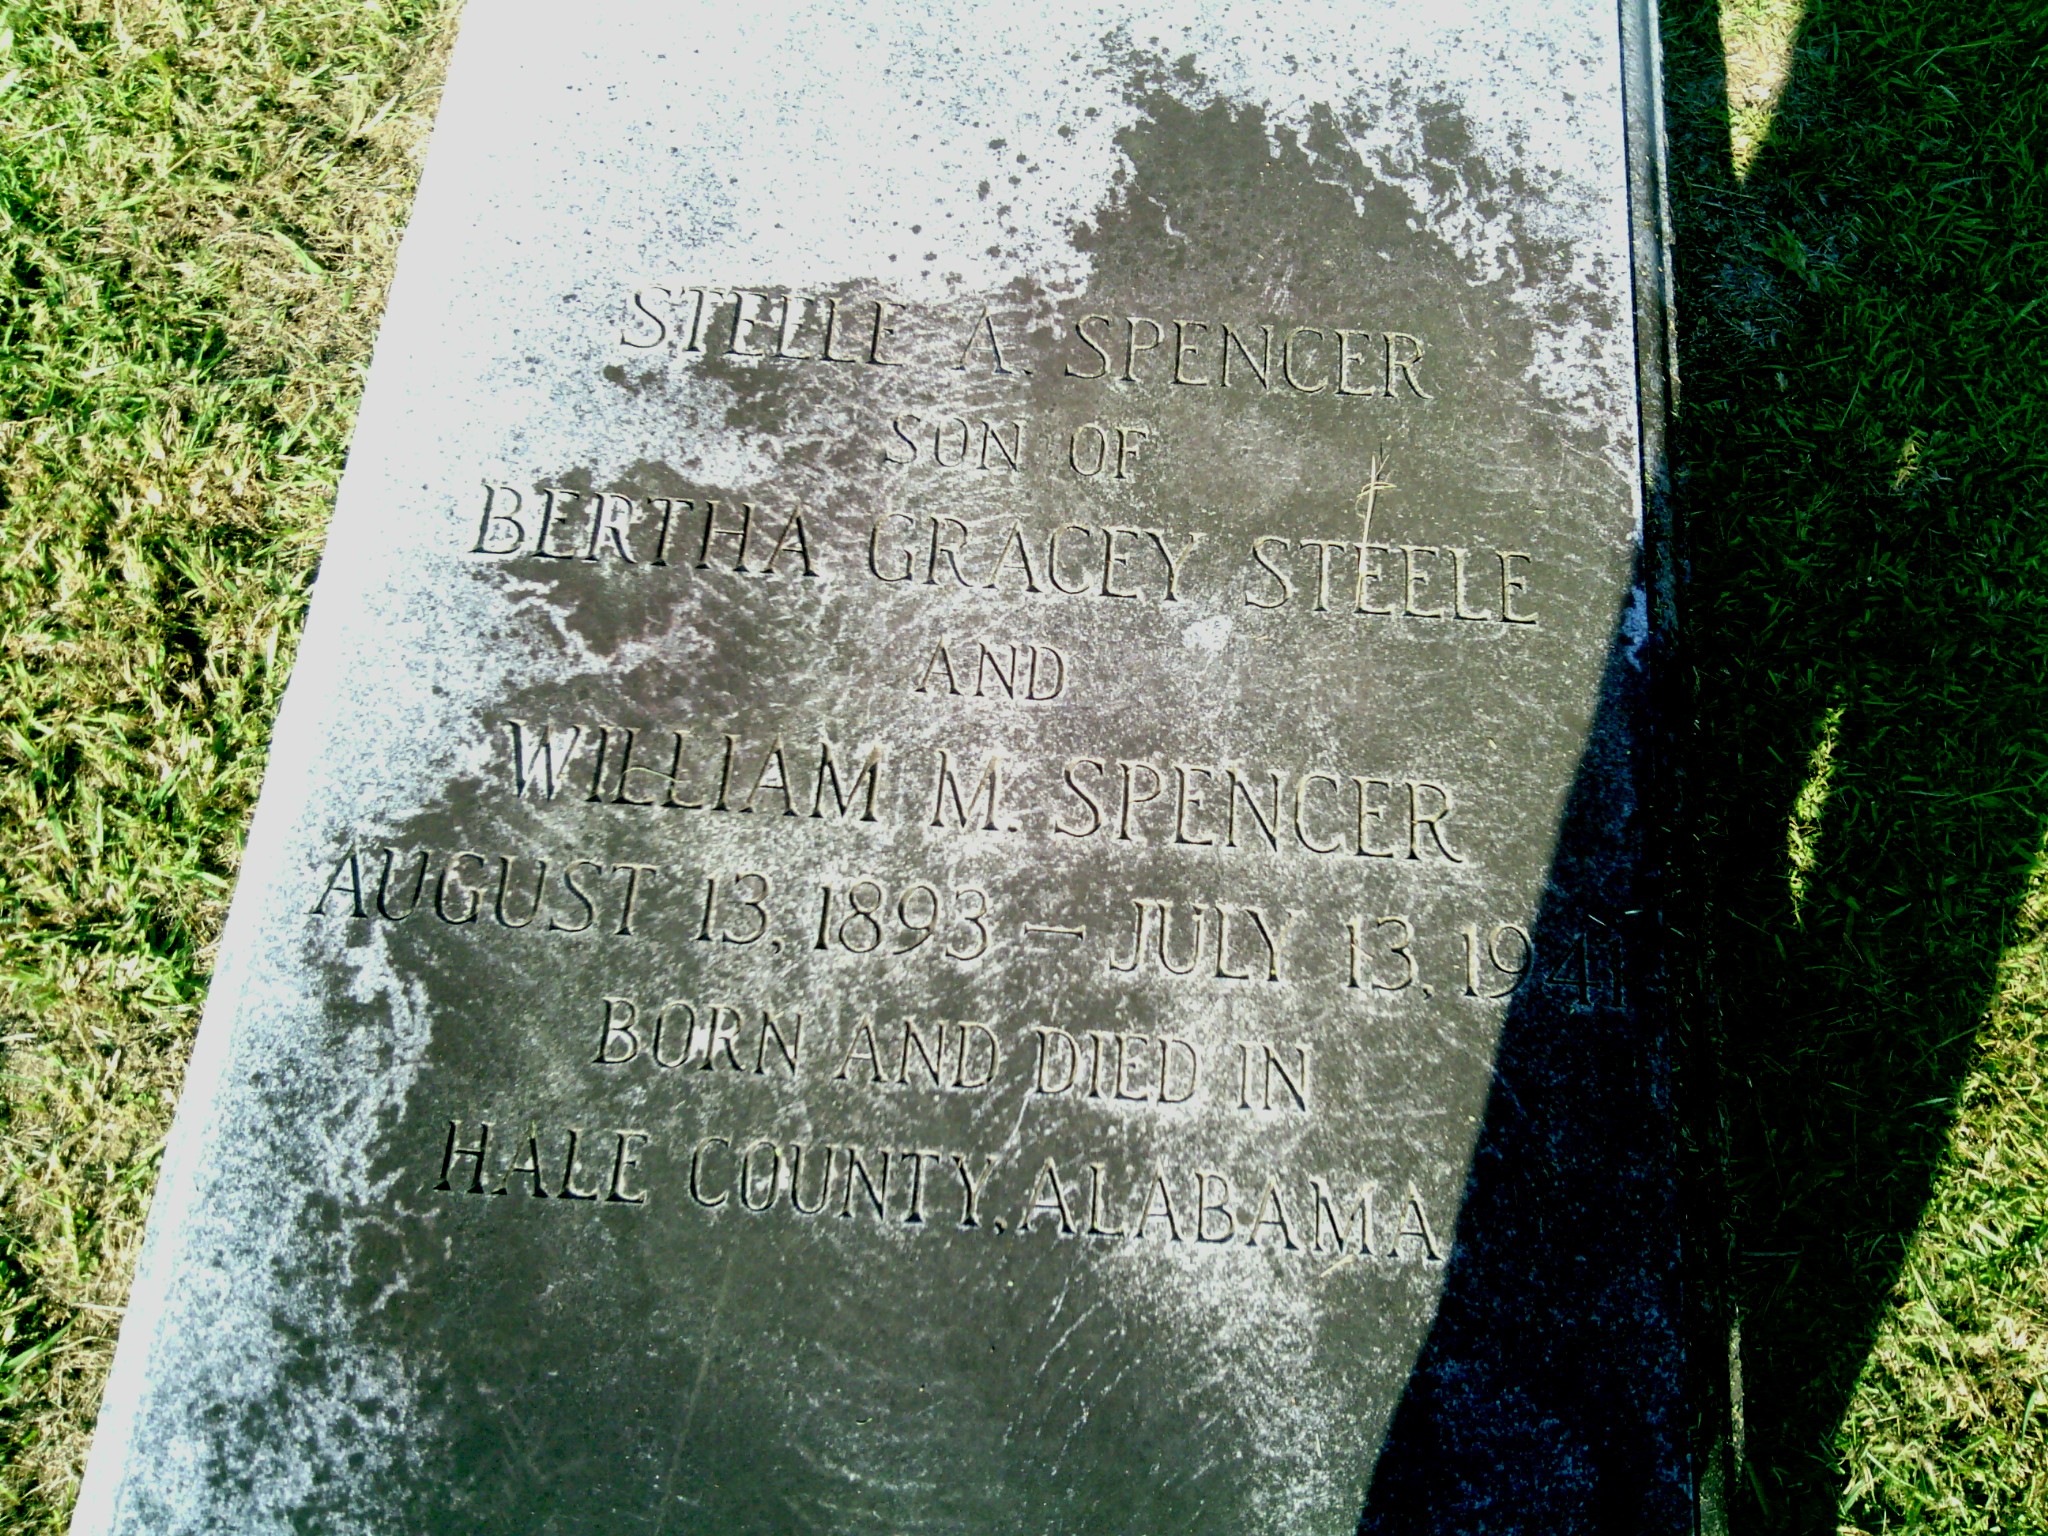 STEELE A. SPENCER
SON OF
BERTHA GRACEY STEELE
AND
WILLIAM M. SPENCER
AUGUST 13, 1893 — JULY 13, 1941
BORN AND DIED IN
HALE COUNTY, ALABAMA